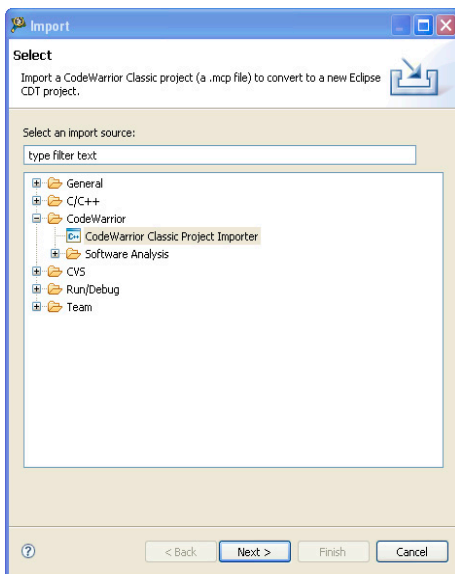 Import
Select
Import a CodeWarrior Classic project (a .mcp file) to convert to a new Eclipse
CDT project.
Select an import source:
type filter text
General
C/C++
CodeWarrior
C++ CodeWarrior Classic Project Importer
Software Analysis
CVS
Run/Debug
Team
?
< Back Next > Finish Cancel